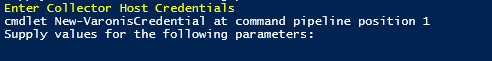 Enter Collector Host Credentials
cmdlet New-VaronisCredential at command pipeline position 1
Supply values for the following parameters: